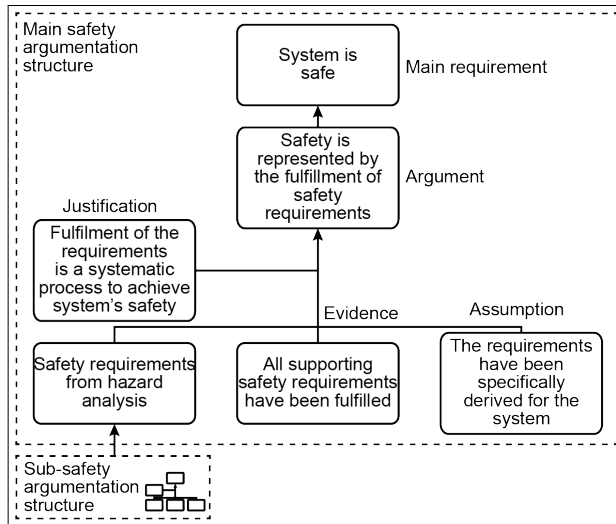 Main safety
argumentation
structure
System is
safe
Main requirement
Safety is
represented by
the fulfillment of
safety
requirements
Argument
Justification
Fulfilment of the
requirements
is a systematic
process to achieve
system's safety
Evidence
Assumption
Safety requirements
from hazard
analysis
All supporting
safety requirements
have been fulfilled
The requirements
have been
specifically
derived for the
system
Sub-safety
argumentation
structure